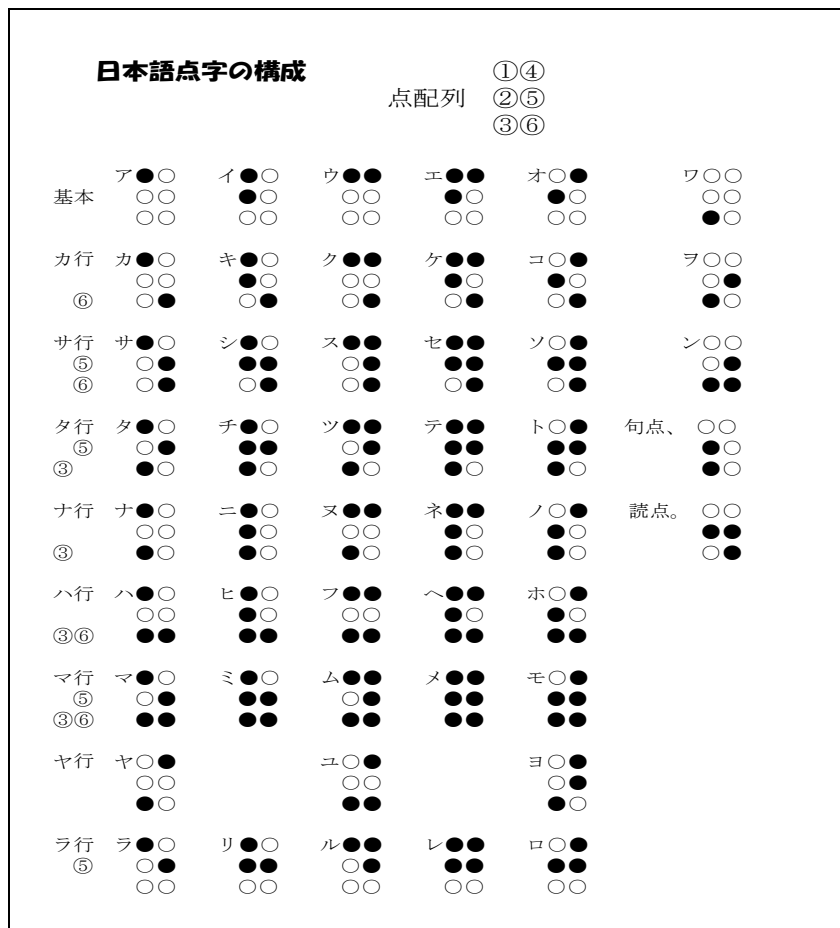 日本語点字の構成 ①④
点配列 ②⑤
③⑥
ア●○ イ●○ ウ●● エ●● オ○● ワ○○
基本 ○○ ●○ ○○ ●○ ●○ ○○
○○ ○○ ○○ ○○ ○○ ●○
カ行 カ●○ キ●○ ク●● ケ●● コ○● ヲ○○
○○ ●○ ○○ ●○ ●○ ○●
⑥ ○● ○● ○● ○● ○● ●○
サ行 サ●○ シ●○ ス●● セ●● ソ○● ン○○
⑤ ○● ●● ○● ●● ●● ○●
⑥ ○● ○● ○● ○● ○● ●●
タ行 タ●○ チ●○ ツ●● テ●● ト○● 句点、 ○○
⑤ ○● ●● ○● ●● ●● ●○
③ ●○ ●○ ●○ ●○ ●○ ●○
ナ行 ナ●○ ニ●○ ヌ●● ネ●● ノ○● 読点。 ○○
○○ ●○ ○○ ●○ ●○ ●●
③ ●○ ●○ ●○ ●○ ●○ ○●
ハ行 ハ●○ ヒ●○ フ●● ヘ●● ホ○●
○○ ●○ ○○ ●○ ●○
③⑥ ●● ●● ●● ●● ●●
マ行 マ●○ ミ●○ ム●● メ●● モ○●
⑤ ○● ●● ○● ●● ●●
③⑥ ●● ●● ●● ●● ●●
ヤ行 ヤ○● ユ○● ヨ○●
○○ ○○ ○●
●○ ●● ●○
ラ行 ラ●○ リ●○ ル●● レ●● ロ○●
⑤ ○● ●● ○● ●● ●●
○○ ○○ ○○ ○○ ○○